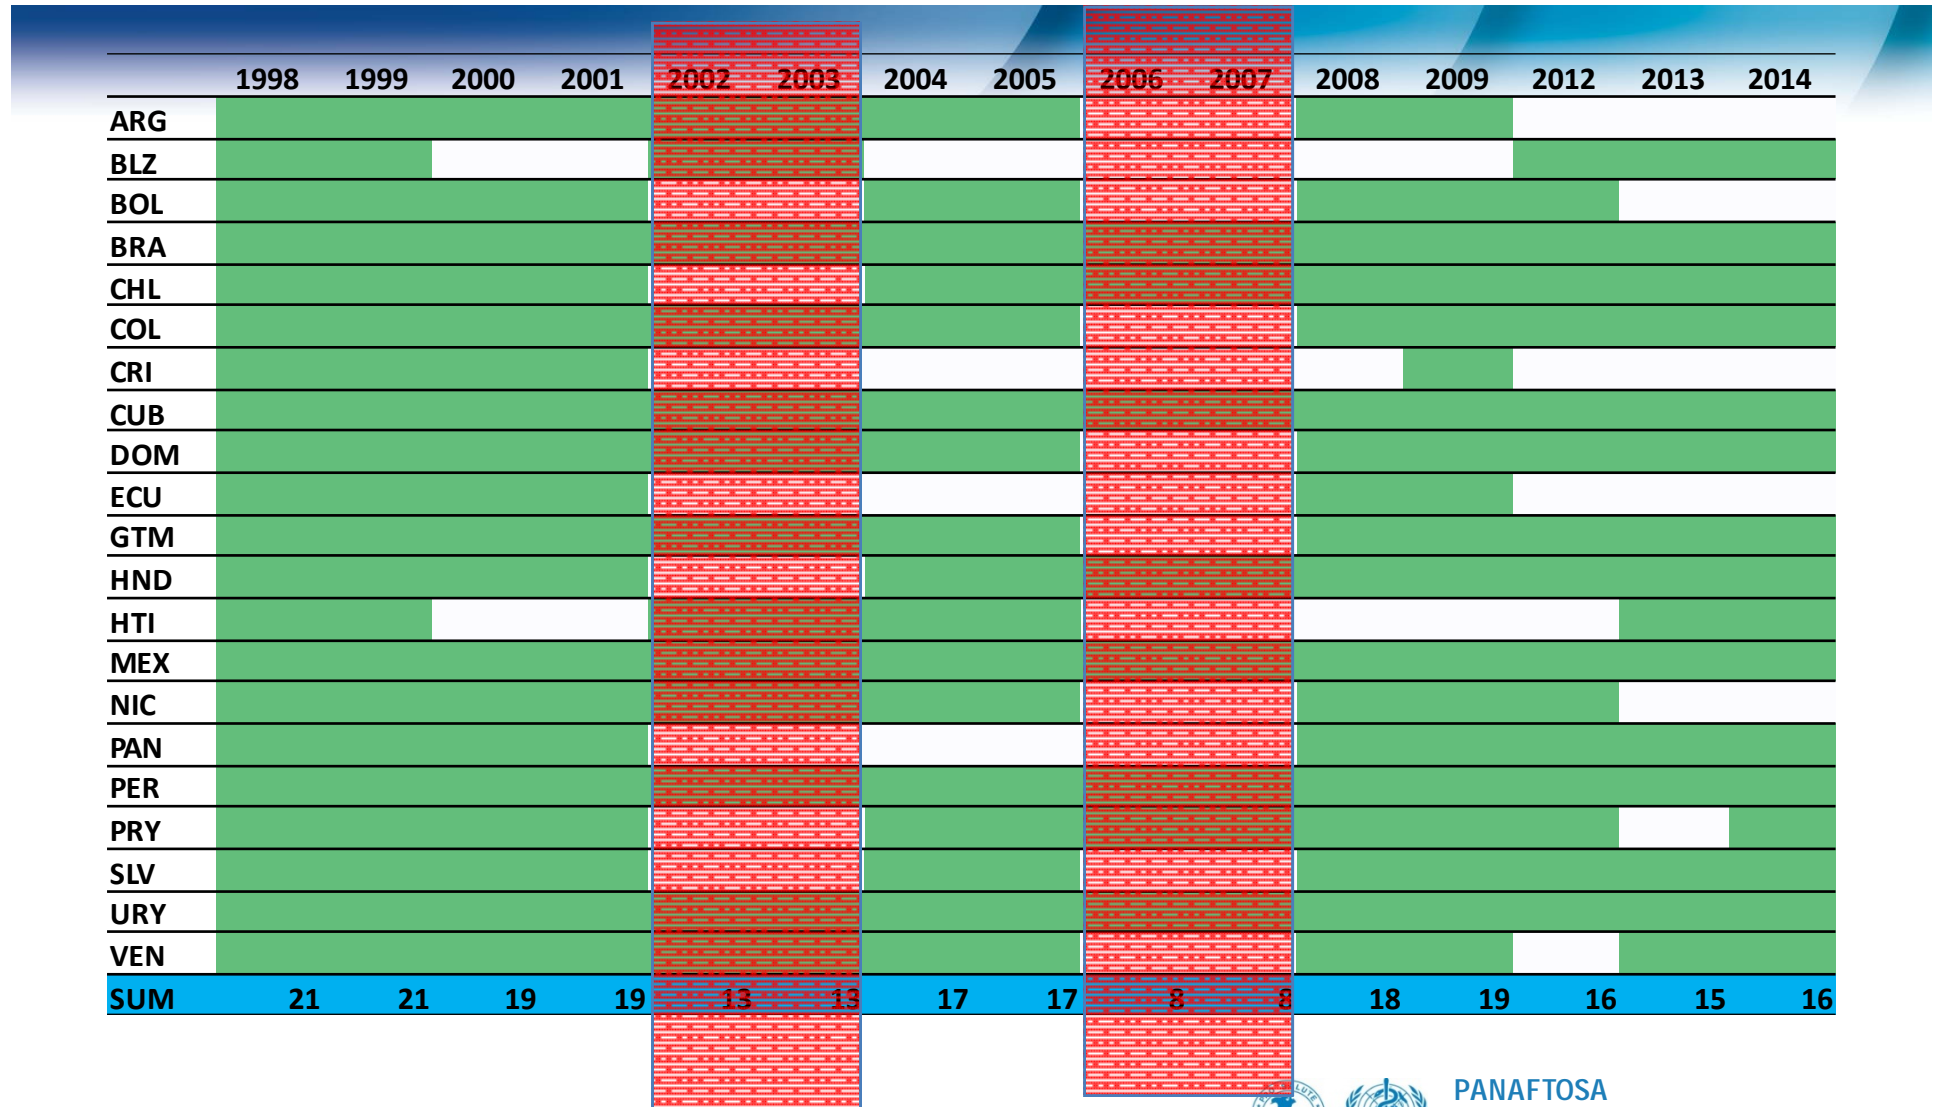 1998 1999 2000 2001 2002 2003 2004 2005 2006 2007 2008 2009 2012 2013 2014
ARG
BLZ
BOL
BRA
CHL
COL
CRI
CUB
DOM
ECU
GTM
HND
HTI
MEX
NIC
PAN
PER
PRY
SLV
URY
VEN
SUM 21 21 19 19 13 13 17 17 8 8 18 19 16 15 16
PANAFTOSA